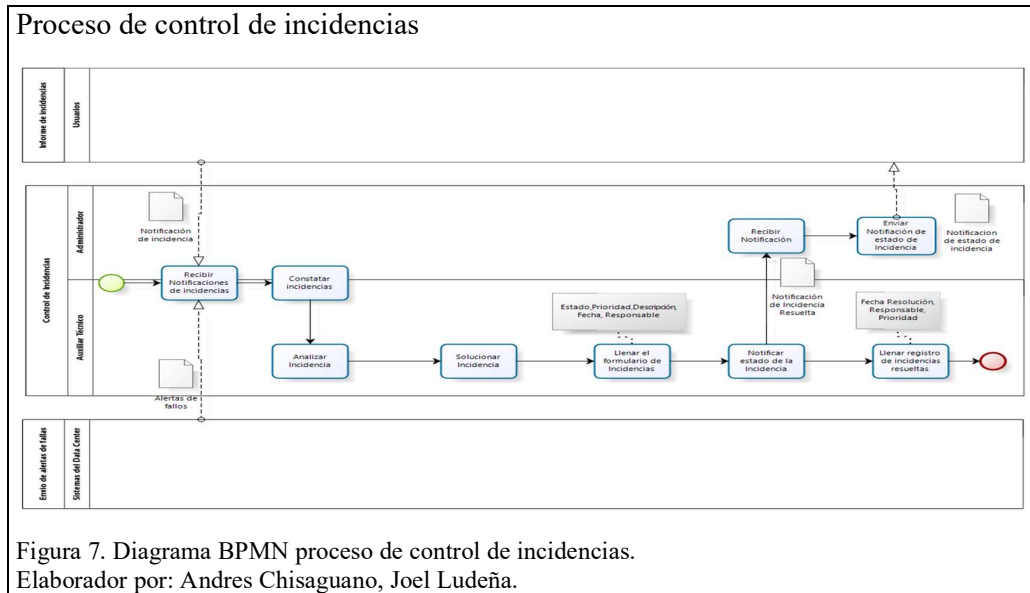 Proceso de control de incidencias
Informe de incidencias
Usuarios
Control de Incidencias
Administrador
Auxiliar Técnico
Notificación
de incidencia
Recibir
Notificaciones
de incidencias
Constatar
incidencias
Recibir
Notificación
Enviar
Notifiación de
estado de
Incidencia
Notificacion
de estado de
incidencia
Notificación
de Incidencia
Resuelta
Estado,Prioridad,Descripción,
Fecha, Responsable
Fecha Resolución,
Responsable,
Prioridad
Analizar
Incidencia
Solucionar
Incidencia
Llenar el
formulario de
Incidencias
Notificar
estado de la
Incidencia
Llenar registro
de incidencias
resueltas
Alertas de
fallos
Envio de alertas de fallas
Sistemas del Data Center
Figura 7. Diagrama BPMN proceso de control de incidencias.
Elaborador por: Andres Chisaguano, Joel Ludeña.